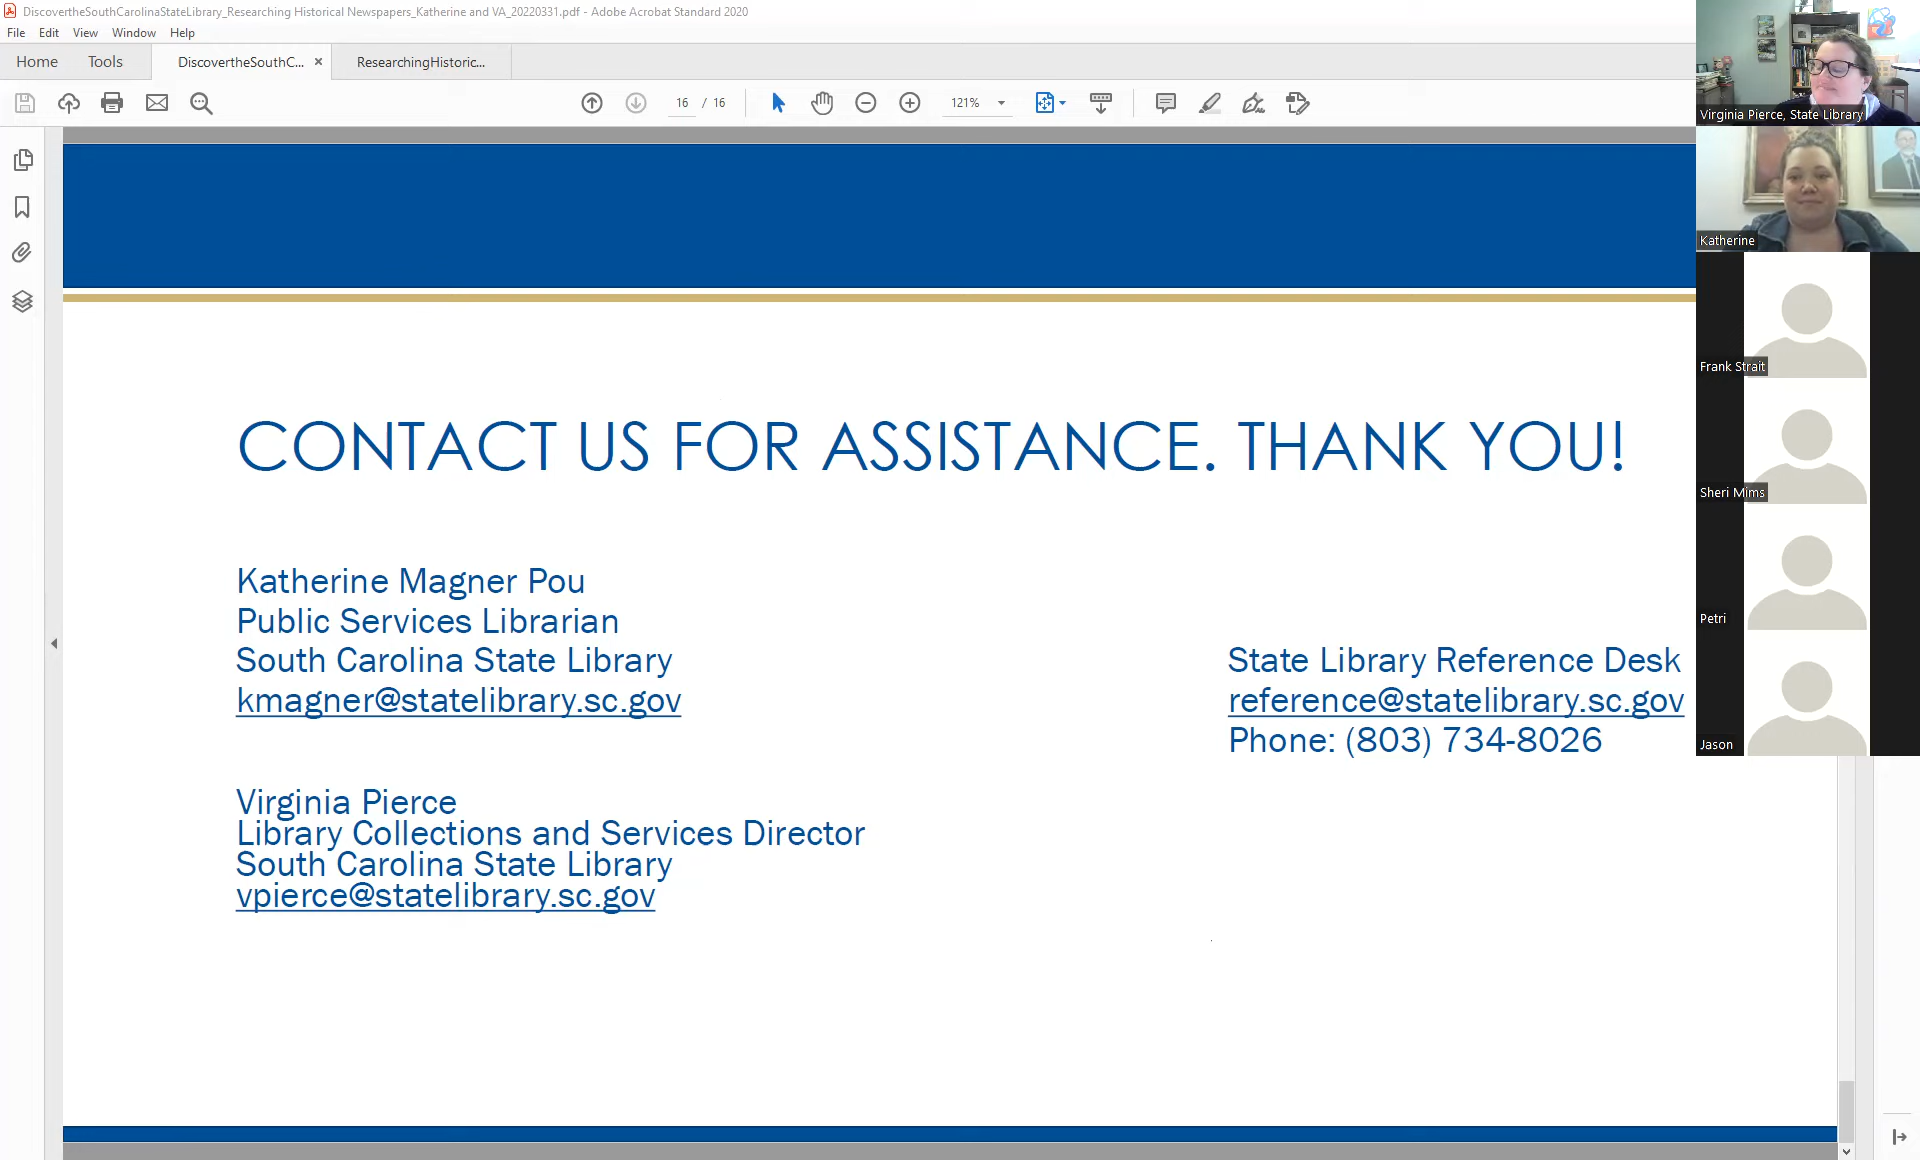 DiscovertheSouthCarolinaStateLibrary_Researching Historical Newspapers_Katherine and VA_20220331.pdf - Adobe Acrobat Standard 2020
File Edit View Window Help
Home Tools DiscovertheSouthC... × ResearchingHistoric...
16 / 16 121%
Virginia Pierce, State Library
Katherine
Frank Strait
Sheri Mims
Petri
Jason
CONTACT US FOR ASSISTANCE. THANK YOU!
Katherine Magner Pou
Public Services Librarian
South Carolina State Library
kmagner@statelibrary.sc.gov
Virginia Pierce
Library Collections and Services Director
South Carolina State Library
vpierce@statelibrary.sc.gov
State Library Reference Desk
reference@statelibrary.sc.gov
Phone: (803) 734-8026